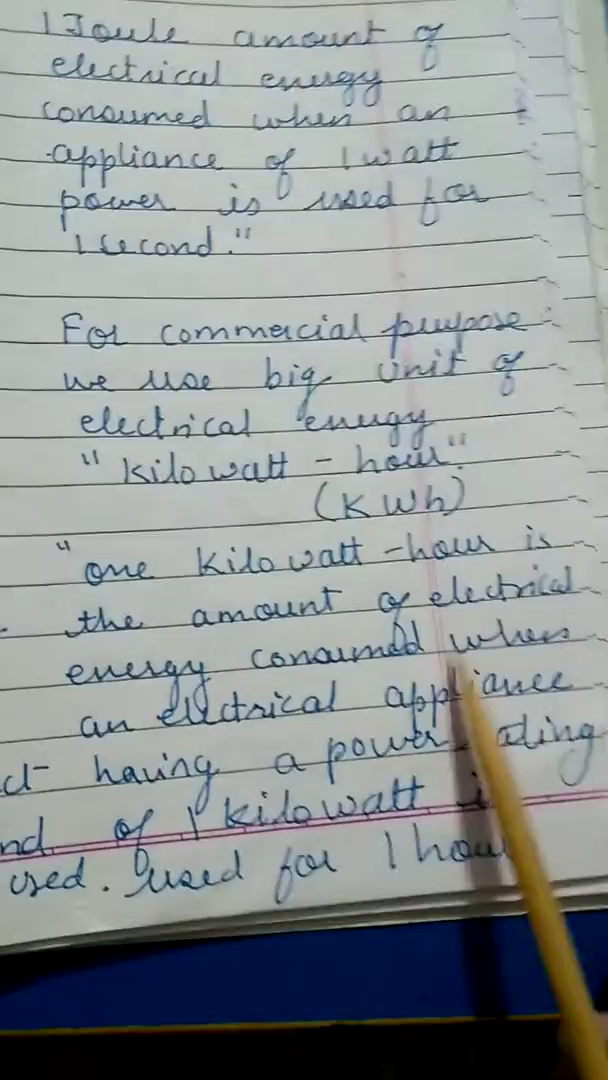 1 Joule amount of
electrical energy
consumed when an
appliance of 1 watt
power is used for
1 second."
For commercial purpose
we use big unit of
electrical energy
"Kilowatt - hour".
(KWh)
"one Kilowatt - hour is
the amount of electrical
energy consumed when
an electrical appliance
having a power
of 1 kilowatt
used. used for 1